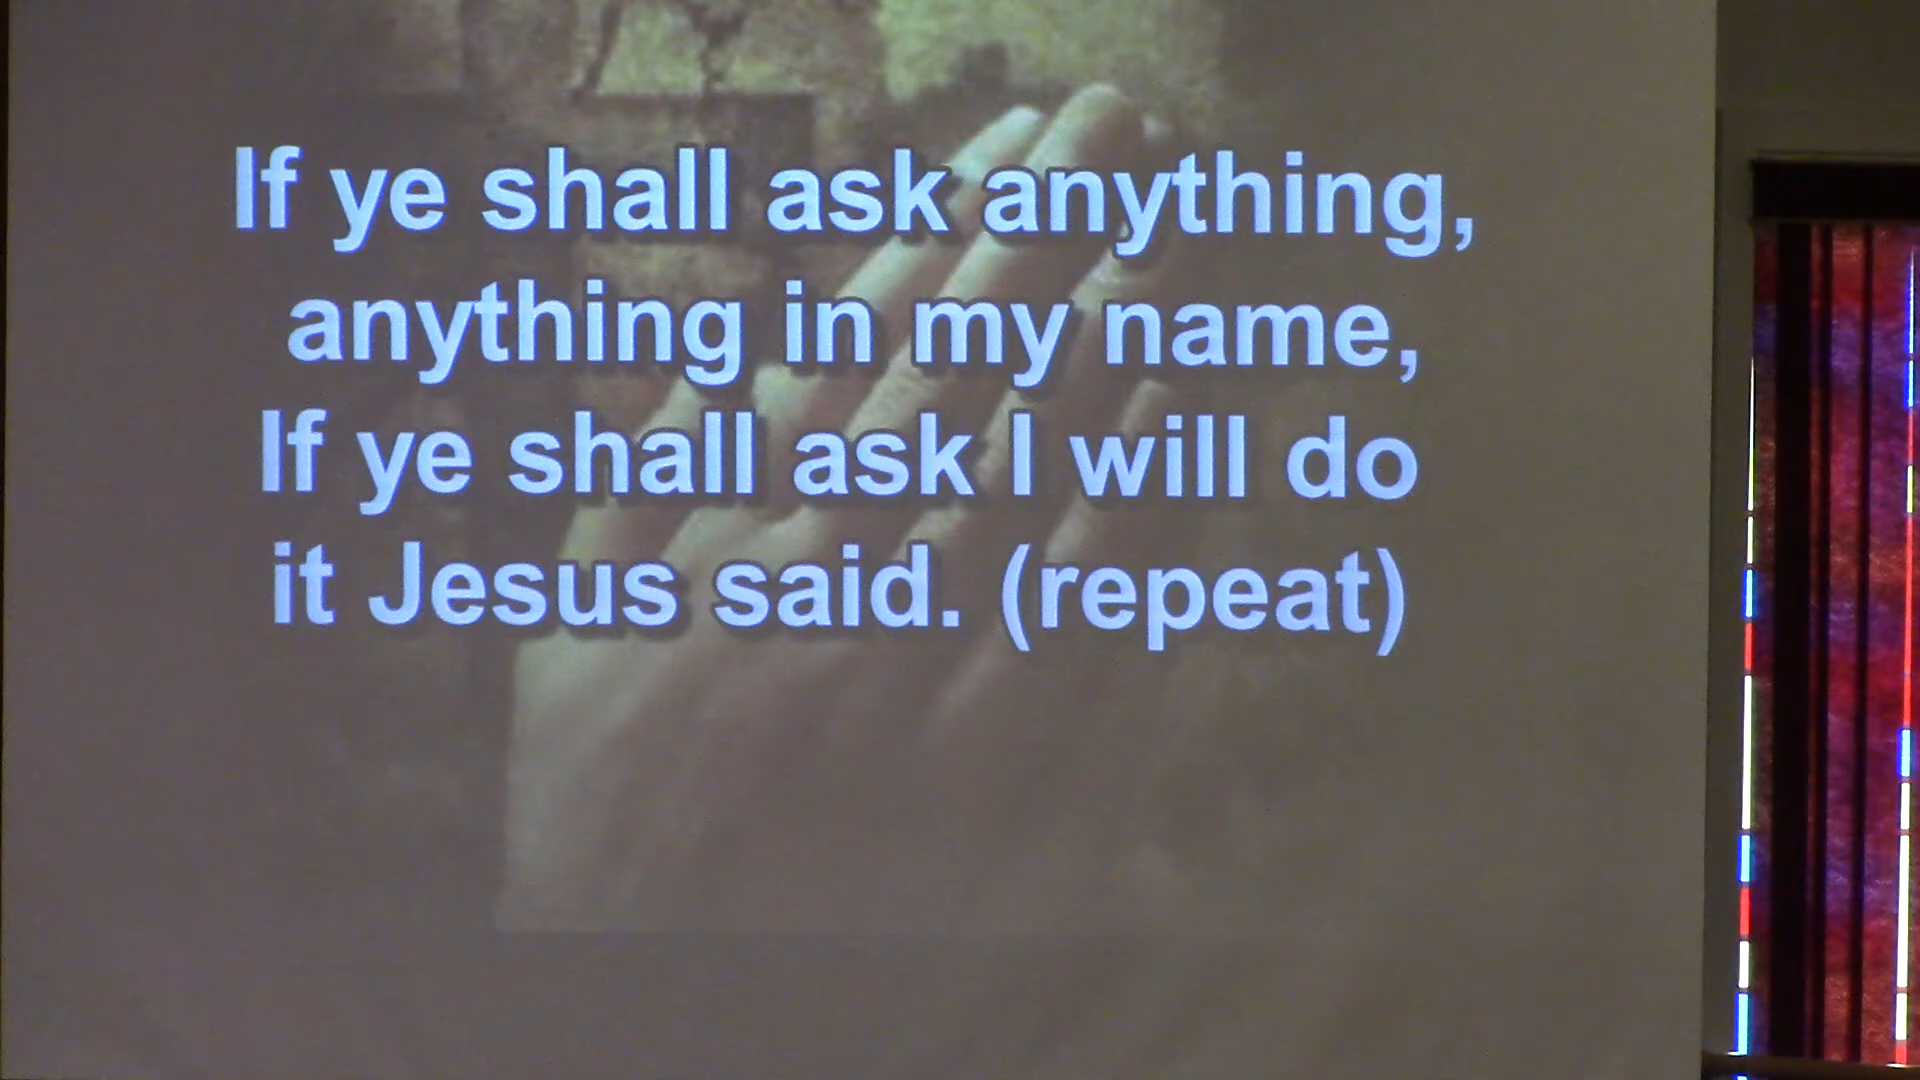 If ye shall ask anything,
anything in my name,
If ye shall ask I will do
it Jesus said. (repeat)